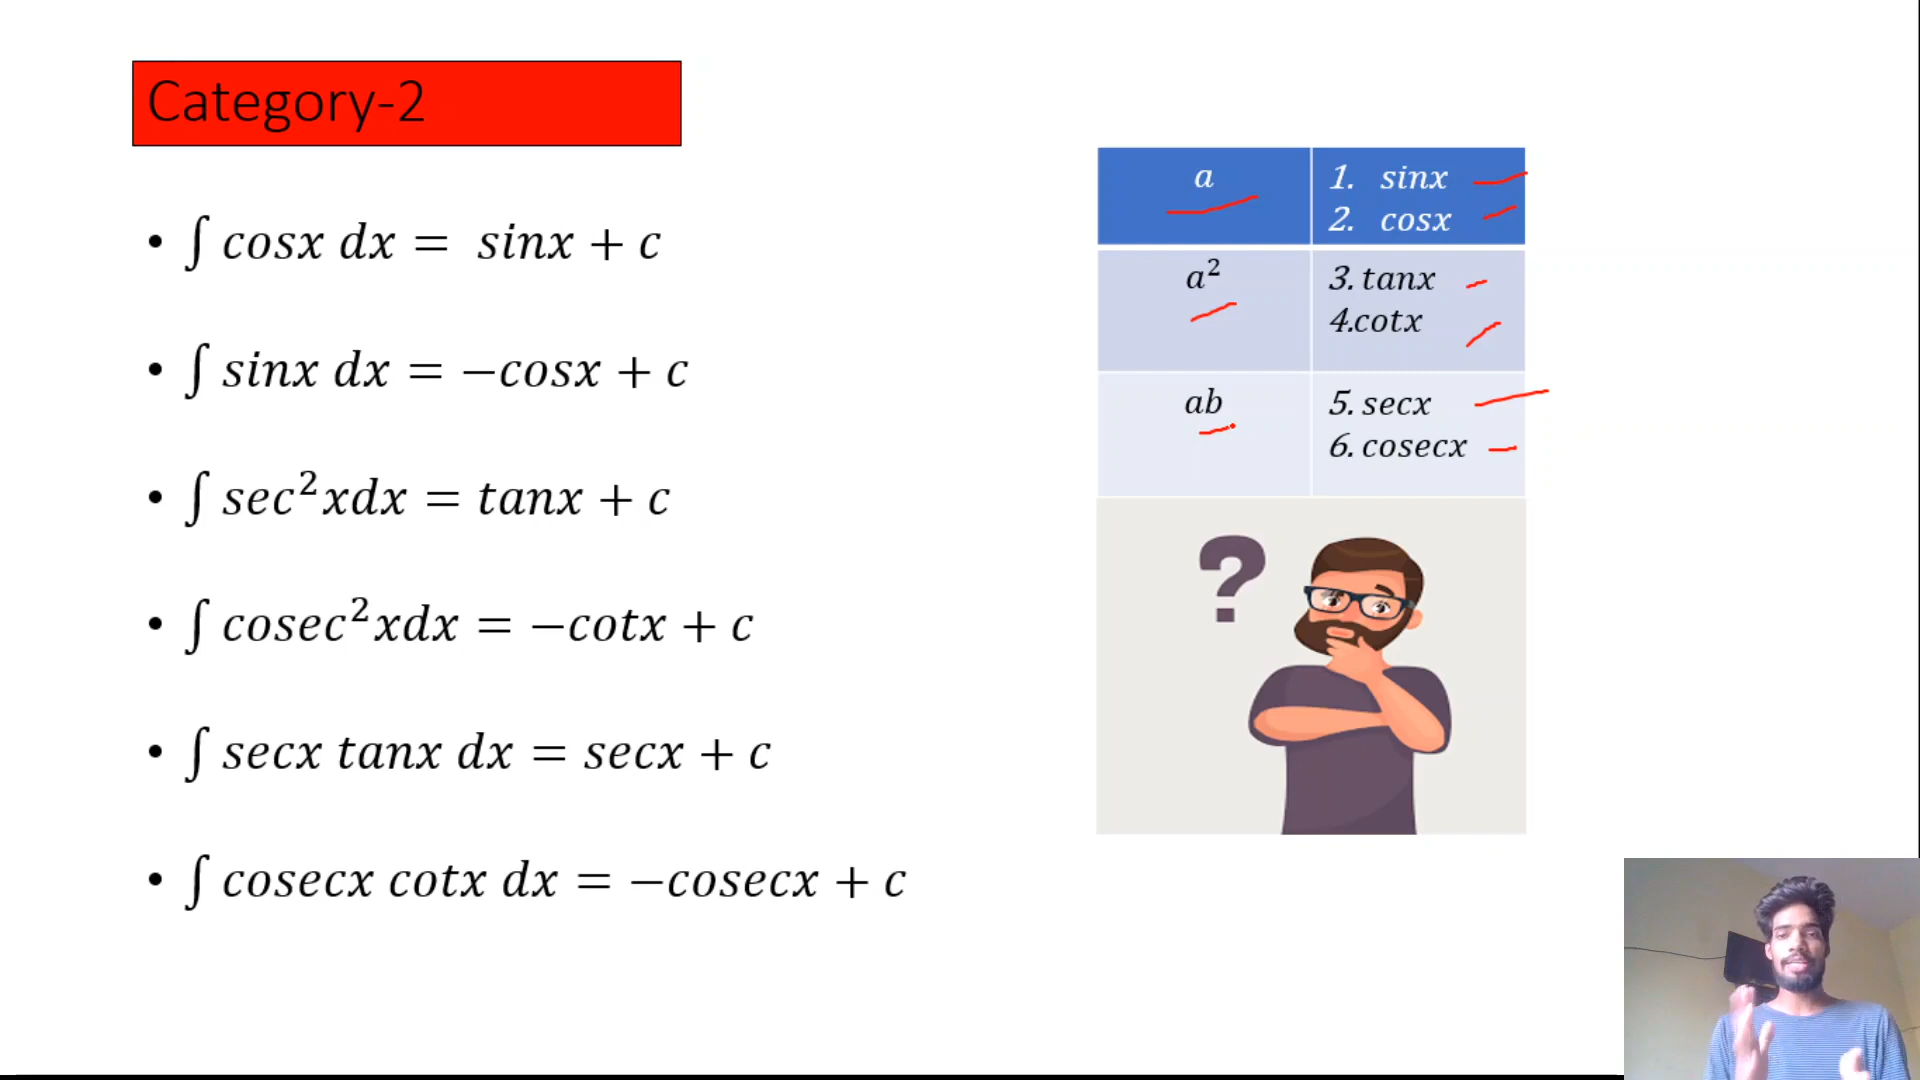 Category-2
• ∫ cosx dx = sinx + c
• ∫ sinx dx = −cosx + c
• ∫ sec²xdx = tanx + c
• ∫ cosec²xdx = −cotx + c
• ∫ secx tanx dx = secx + c
• ∫ cosecx cotx dx = −cosecx + c
a
1. sinx
2. cosx
a²
3. tanx
4.cotx
ab
5. secx
6. cosecx
?